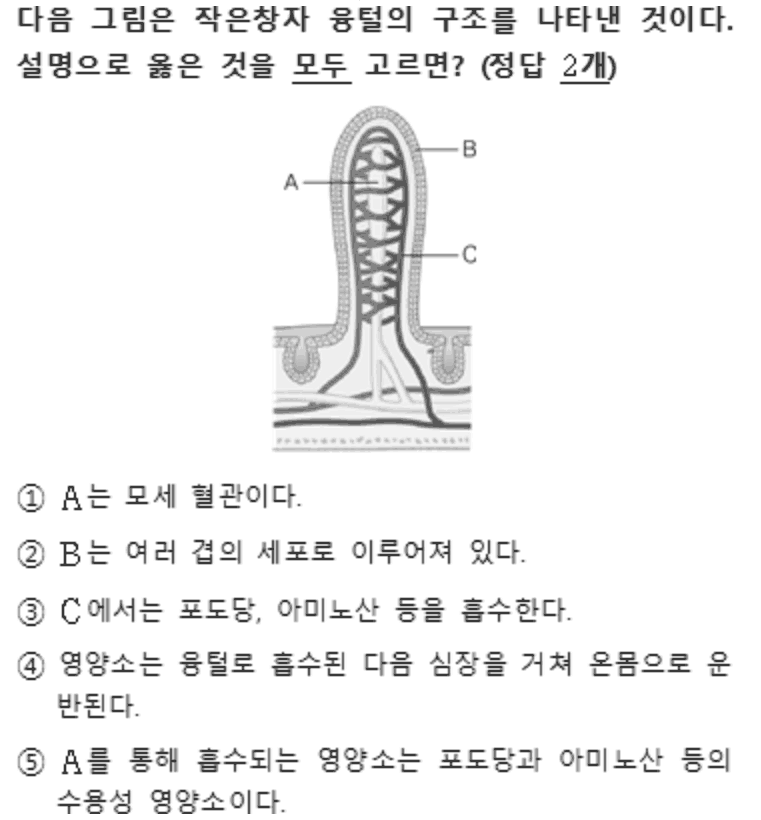 다음 그림은 작은창자 융털의 구조를 나타낸 것이다.
설명으로 옳은 것을 모두 고르면? (정답 2개)
B
A
C
① A는 모세 혈관이다.
② B는 여러 겹의 세포로 이루어져 있다.
③ C에서는 포도당, 아미노산 등을 흡수한다.
④ 영양소는 융털로 흡수된 다음 심장을 거쳐 온몸으로 운
반된다.
⑤ A를 통해 흡수되는 영양소는 포도당과 아미노산 등의
수용성 영양소이다.